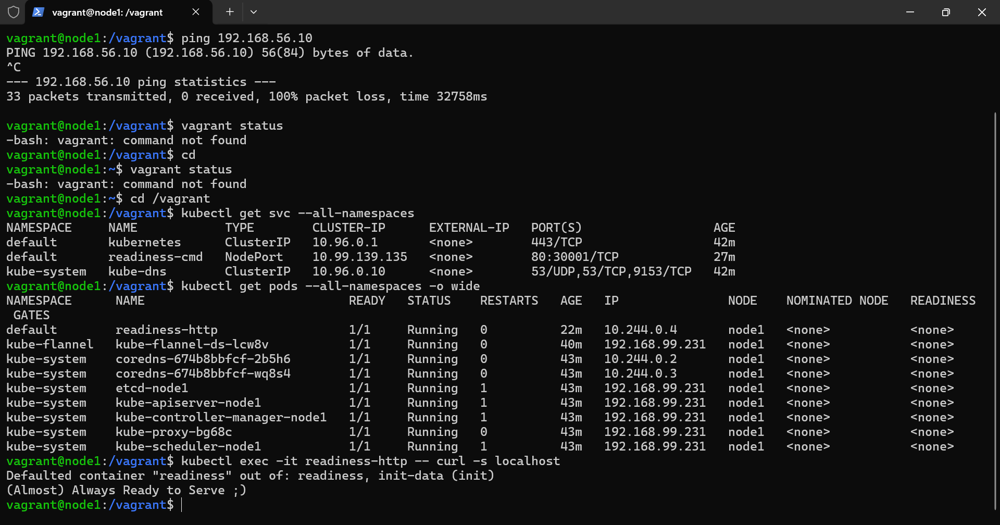 vagrant@node1: /vagrant
vagrant@node1:/vagrant$ ping 192.168.56.10
PING 192.168.56.10 (192.168.56.10) 56(84) bytes of data.
^C
--- 192.168.56.10 ping statistics ---
33 packets transmitted, 0 received, 100% packet loss, time 32758ms

vagrant@node1:/vagrant$ vagrant status
-bash: vagrant: command not found
vagrant@node1:/vagrant$ cd
vagrant@node1:~$ vagrant status
-bash: vagrant: command not found
vagrant@node1:~$ cd /vagrant
vagrant@node1:/vagrant$ kubectl get svc --all-namespaces
NAMESPACE     NAME            TYPE        CLUSTER-IP      EXTERNAL-IP   PORT(S)                  AGE
default       kubernetes      ClusterIP   10.96.0.1       <none>        443/TCP                  42m
default       readiness-cmd   NodePort    10.99.139.135   <none>        80:30001/TCP             27m
kube-system   kube-dns        ClusterIP   10.96.0.10      <none>        53/UDP,53/TCP,9153/TCP   42m
vagrant@node1:/vagrant$ kubectl get pods --all-namespaces -o wide
NAMESPACE      NAME                            READY   STATUS    RESTARTS   AGE   IP               NODE    NOMINATED NODE   READINESS
 GATES
default        readiness-http                  1/1     Running   0          22m   10.244.0.4       node1   <none>           <none>
kube-flannel   kube-flannel-ds-lcw8v           1/1     Running   0          40m   192.168.99.231   node1   <none>           <none>
kube-system    coredns-674b8bbfcf-2b5h6        1/1     Running   0          43m   10.244.0.2       node1   <none>           <none>
kube-system    coredns-674b8bbfcf-wq8s4        1/1     Running   0          43m   10.244.0.3       node1   <none>           <none>
kube-system    etcd-node1                      1/1     Running   1          43m   192.168.99.231   node1   <none>           <none>
kube-system    kube-apiserver-node1            1/1     Running   1          43m   192.168.99.231   node1   <none>           <none>
kube-system    kube-controller-manager-node1   1/1     Running   1          43m   192.168.99.231   node1   <none>           <none>
kube-system    kube-proxy-bg68c                1/1     Running   0          43m   192.168.99.231   node1   <none>           <none>
kube-system    kube-scheduler-node1            1/1     Running   1          43m   192.168.99.231   node1   <none>           <none>
vagrant@node1:/vagrant$ kubectl exec -it readiness-http -- curl -s localhost
Defaulted container "readiness" out of: readiness, init-data (init)
(Almost) Always Ready to Serve ;)
vagrant@node1:/vagrant$